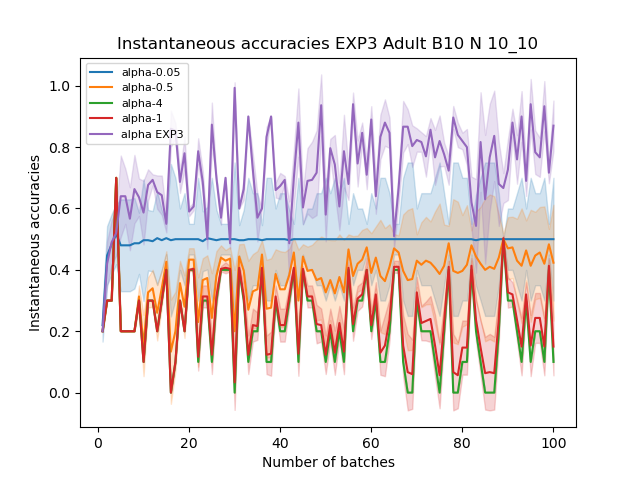 Instantaneous accuracies EXP3 Adult B10 N 10_10
alpha-0.05
alpha-0.5
alpha-4
alpha-1
alpha EXP3
Instantaneous accuracies
1.0
0.8
0.6
0.4
0.2
0.0
0 20 40 60 80 100
Number of batches